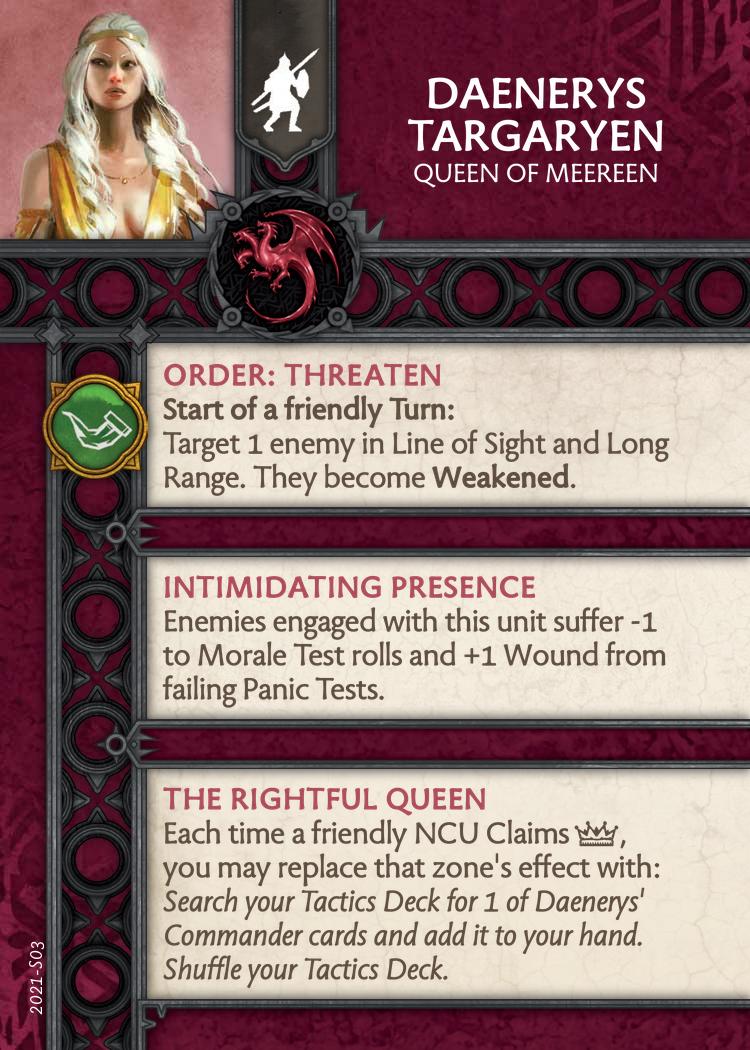 DAENERYS
TARGARYEN
QUEEN OF MEEREEN
ORDER: THREATEN
Start of a friendly Turn:
Target 1 enemy in Line of Sight and Long
Range. They become Weakened.
INTIMIDATING PRESENCE
Enemies engaged with this unit suffer -1
to Morale Test rolls and +1 Wound from
failing Panic Tests.
THE RIGHTFUL QUEEN
Each time a friendly NCU Claims ,
you may replace that zone's effect with:
Search your Tactics Deck for 1 of Daenerys'
Commander cards and add it to your hand.
Shuffle your Tactics Deck.
2021-S03